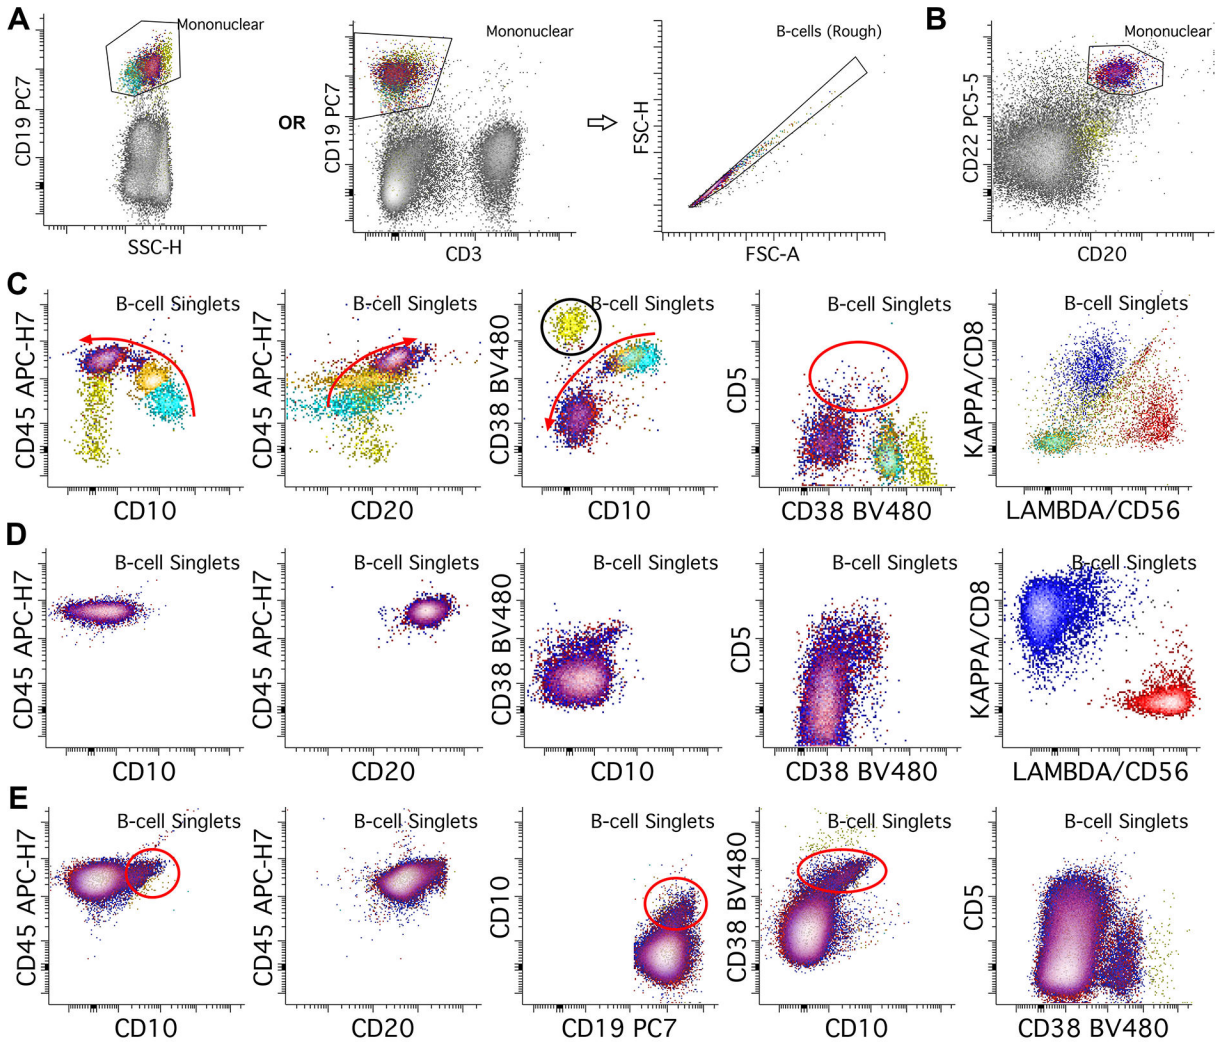 A
Mononuclear
CD19 PC7
SSC-H
OR
Mononuclear
CD19 PC7
CD3
B-cells (Rough)
FSC-H
FSC-A
B
Mononuclear
CD22 PC5-5
CD20
C
B-cell Singlets
CD45 APC-H7
CD10
B-cell Singlets
CD45 APC-H7
CD20
B-cell Singlets
CD38 BV480
CD10
B-cell Singlets
CD5
CD38 BV480
B-cell Singlets
KAPPA/CD8
LAMBDA/CD56
D
B-cell Singlets
CD45 APC-H7
CD10
B-cell Singlets
CD45 APC-H7
CD20
B-cell Singlets
CD38 BV480
CD10
B-cell Singlets
CD5
CD38 BV480
B-cell Singlets
KAPPA/CD8
LAMBDA/CD56
E
B-cell Singlets
CD45 APC-H7
CD10
B-cell Singlets
CD45 APC-H7
CD20
B-cell Singlets
CD10
CD19 PC7
B-cell Singlets
CD38 BV480
CD10
B-cell Singlets
CD5
CD38 BV480